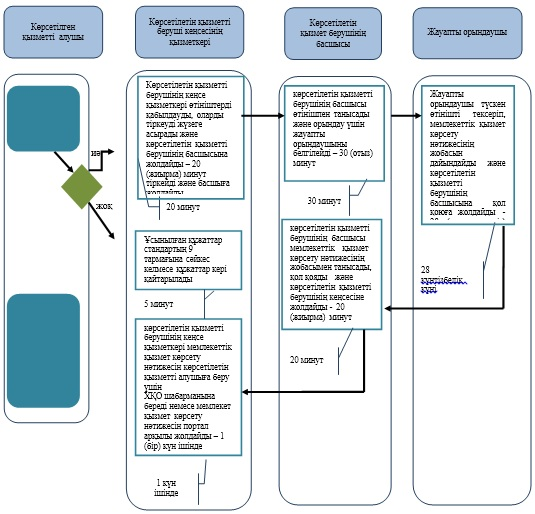 Көрсетілген
қызметті алушы
Көрсетілетін қызметті
беруші кеңсесінің
қызметкері
Көрсетілетін
қызмет берушінің
басшысы
Жауапты орындаушы
Көрсетілетін қызметті
берушінің кеңсе
қызметкері өтініштерді
қабылдауды, оларды
тіркеуді жүзеге
асырады және
көрсетілетін қызметті
берушінің басшысына
жолдайды – 20
(жиырма) минут
тіркейді және басшыға
жолдайды
20 минут
иә
жоқ
Ұсынылған құжаттар
стандартың 9
тармағына сәйкес
келмесе құжаттар кері
қайтарылады
5 минут
көрсетілетін қызметті
берушінің кеңсе
қызметкері мемлекеттік
қызмет көрсету
нәтижесін көрсетілетін
қызметті алушыға беру
үшін
ХҚО шабарманына
береді немесе мемлекет
қызмет көрсету
нәтижесін портал
арқылы жолдайды – 1
(бір) күн ішінде
1 күн
ішінде
көрсетілетін қызметті
берушінің басшысы
өтінішпен танысады
және орындау үшін
жауапты
орындаушыны
белгілейді – 30 (отыз)
минут
30 минут
көрсетілетін қызметті
берушінің басшысы
мемлекеттік қызмет
көрсету нәтижесінің
жобасымен танысады,
қол қояды және
көрсетілетін қызметті
берушінің кеңсесіне
жолдайды - 20
(жиырма) минут
20 минут
Жауапты
орындаушы түскен
өтінішті тексеріп,
мемлекеттік қызмет
көрсету
нәтижесінің
жобасын
дайындайды және
көрсетілетін
қызметті
берушінің
басшысына қол
қоюға жолдайды -
28
күнтізбелік
күні